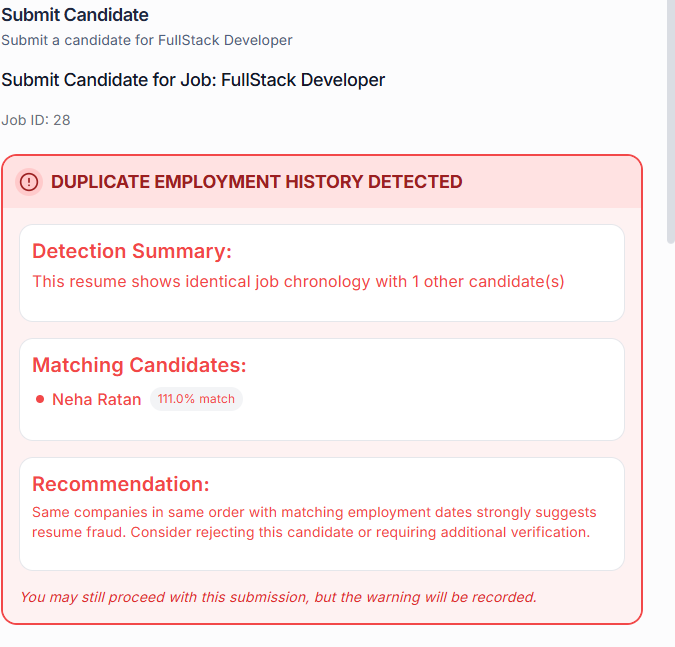 Submit Candidate
Submit a candidate for FullStack Developer
Submit Candidate for Job: FullStack Developer
Job ID: 28
DUPLICATE EMPLOYMENT HISTORY DETECTED
Detection Summary:
This resume shows identical job chronology with 1 other candidate(s)
Matching Candidates:
Neha Ratan 111.0% match
Recommendation:
Same companies in same order with matching employment dates strongly suggests
resume fraud. Consider rejecting this candidate or requiring additional verification.
You may still proceed with this submission, but the warning will be recorded.